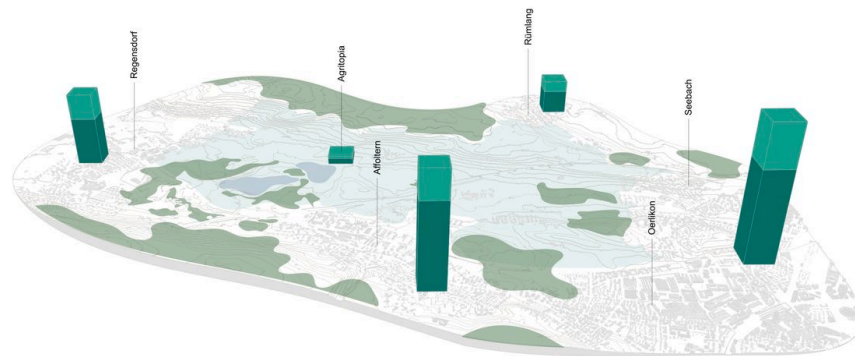 Regensdorf
Agritopia
Affoltern
Rümlang
Oerlikon
Seebach